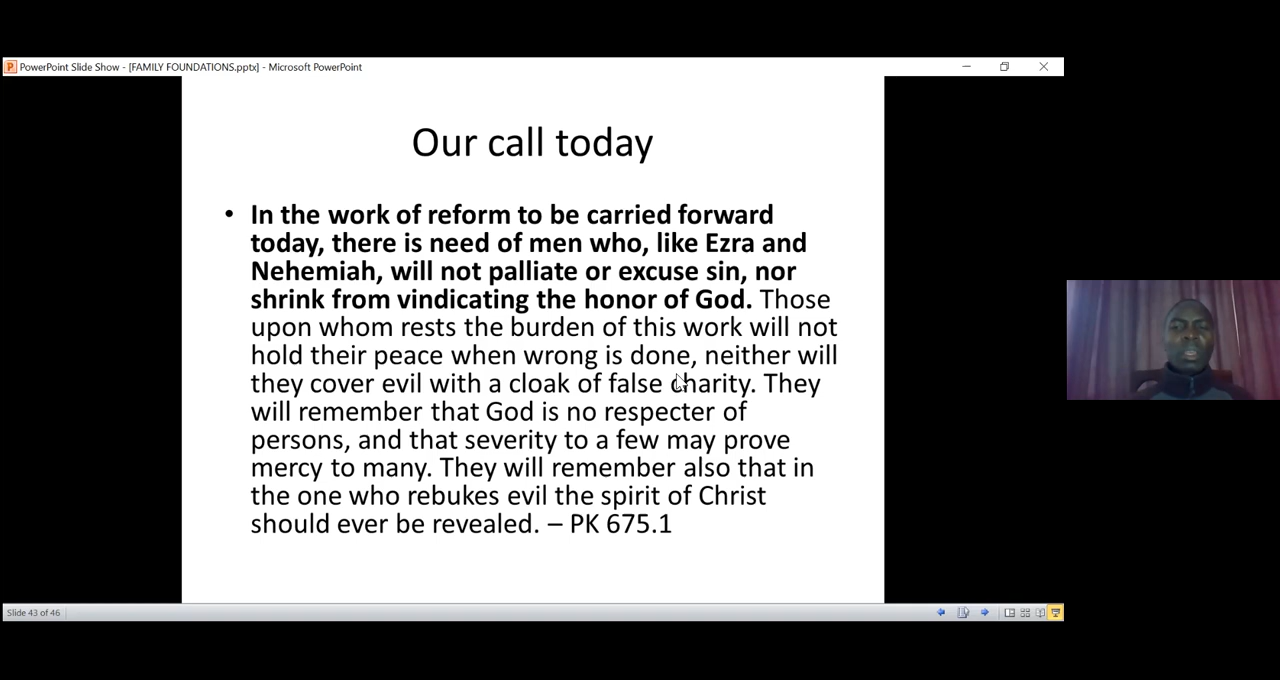 PowerPoint Slide Show - [FAMILY FOUNDATIONS.pptx] - Microsoft PowerPoint
Our call today
• In the work of reform to be carried forward
today, there is need of men who, like Ezra and
Nehemiah, will not palliate or excuse sin, nor
shrink from vindicating the honor of God. Those
upon whom rests the burden of this work will not
hold their peace when wrong is done, neither will
they cover evil with a cloak of false charity. They
will remember that God is no respecter of
persons, and that severity to a few may prove
mercy to many. They will remember also that in
the one who rebukes evil the spirit of Christ
should ever be revealed. – PK 675.1
Slide 43 of 46